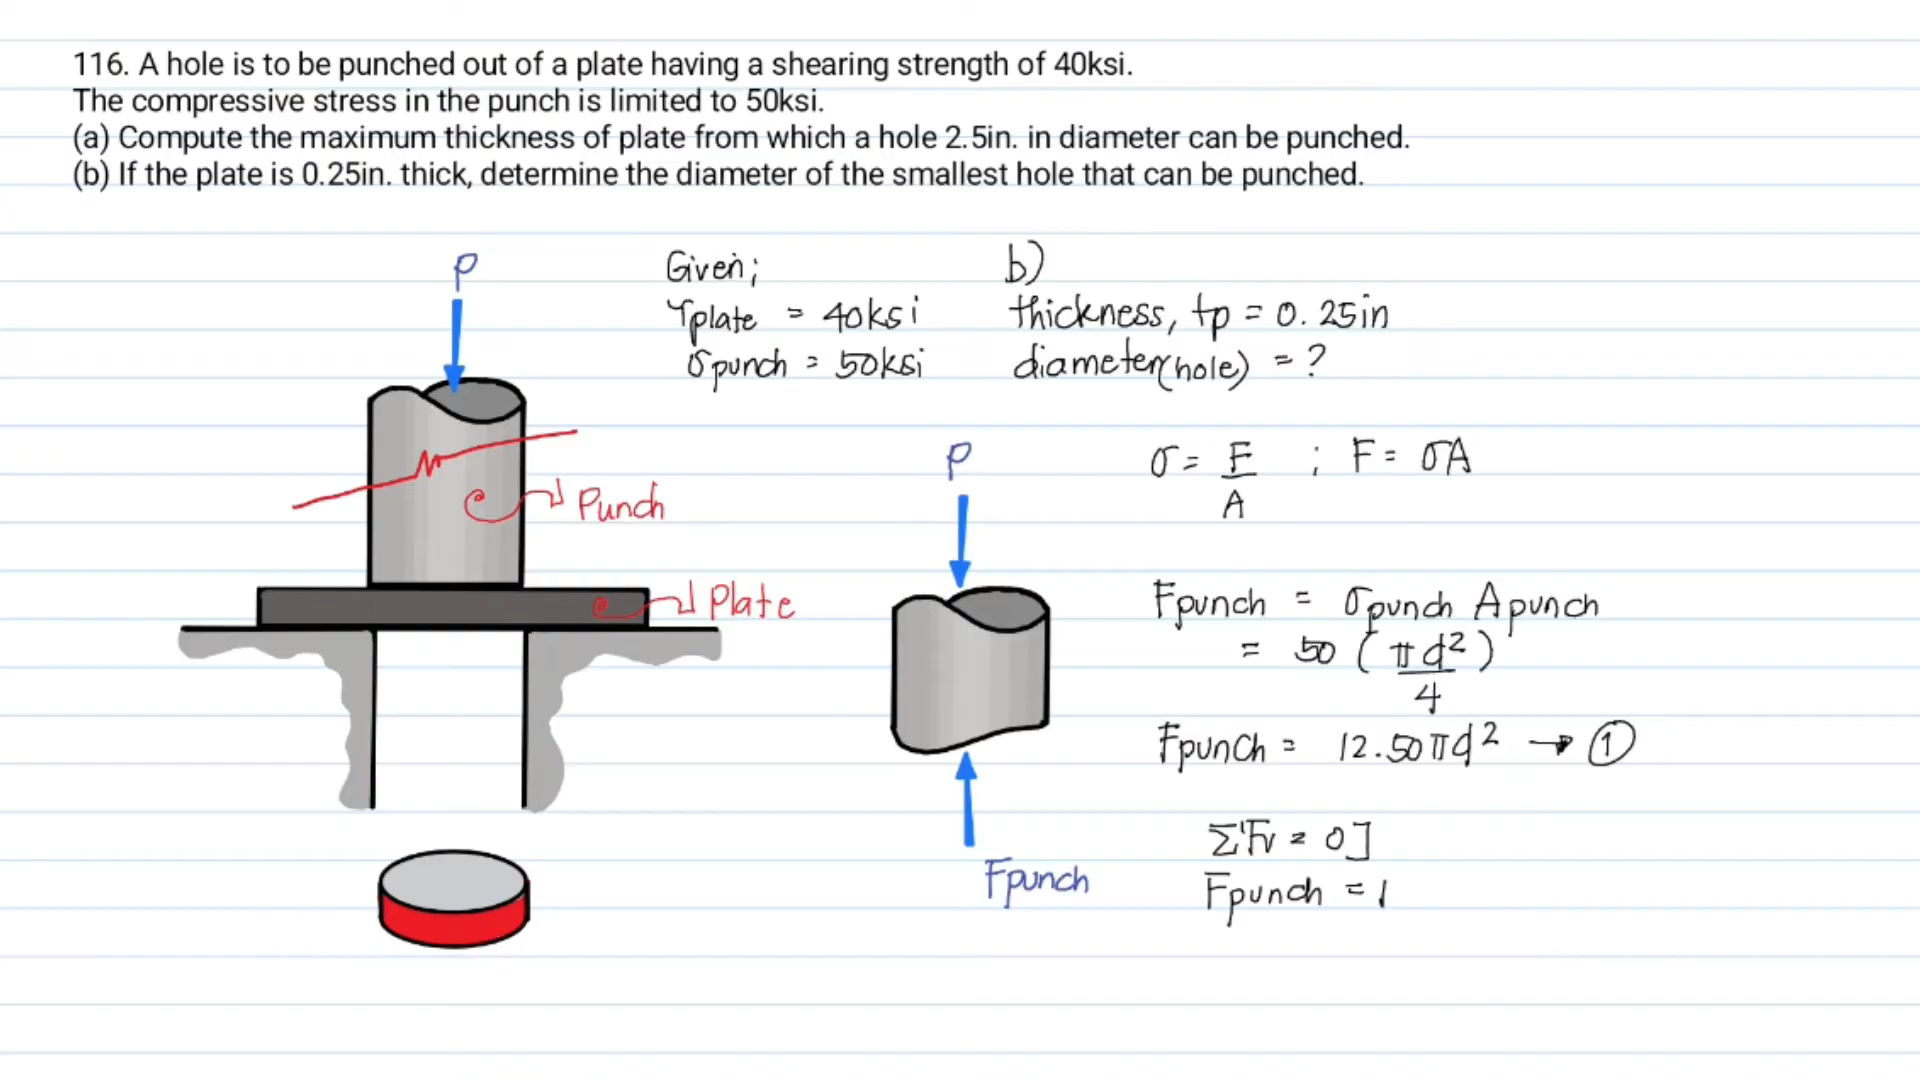 116. A hole is to be punched out of a plate having a shearing strength of 40ksi.
The compressive stress in the punch is limited to 50ksi.
(a) Compute the maximum thickness of plate from which a hole 2.5in. in diameter can be punched.
(b) If the plate is 0.25in. thick, determine the diameter of the smallest hole that can be punched.
P
Given;
τplate = 40ksi
σpunch = 50ksi
b)
thickness, tp = 0.25in
diameter(hole) = ?
Punch
Plate
P
Fpunch
σ = F/A ; F = σA
Fpunch = σpunch Apunch
= 50 (πd²/4)
Fpunch = 12.50πd² → ①
ΣFv = 0]
Fpunch =